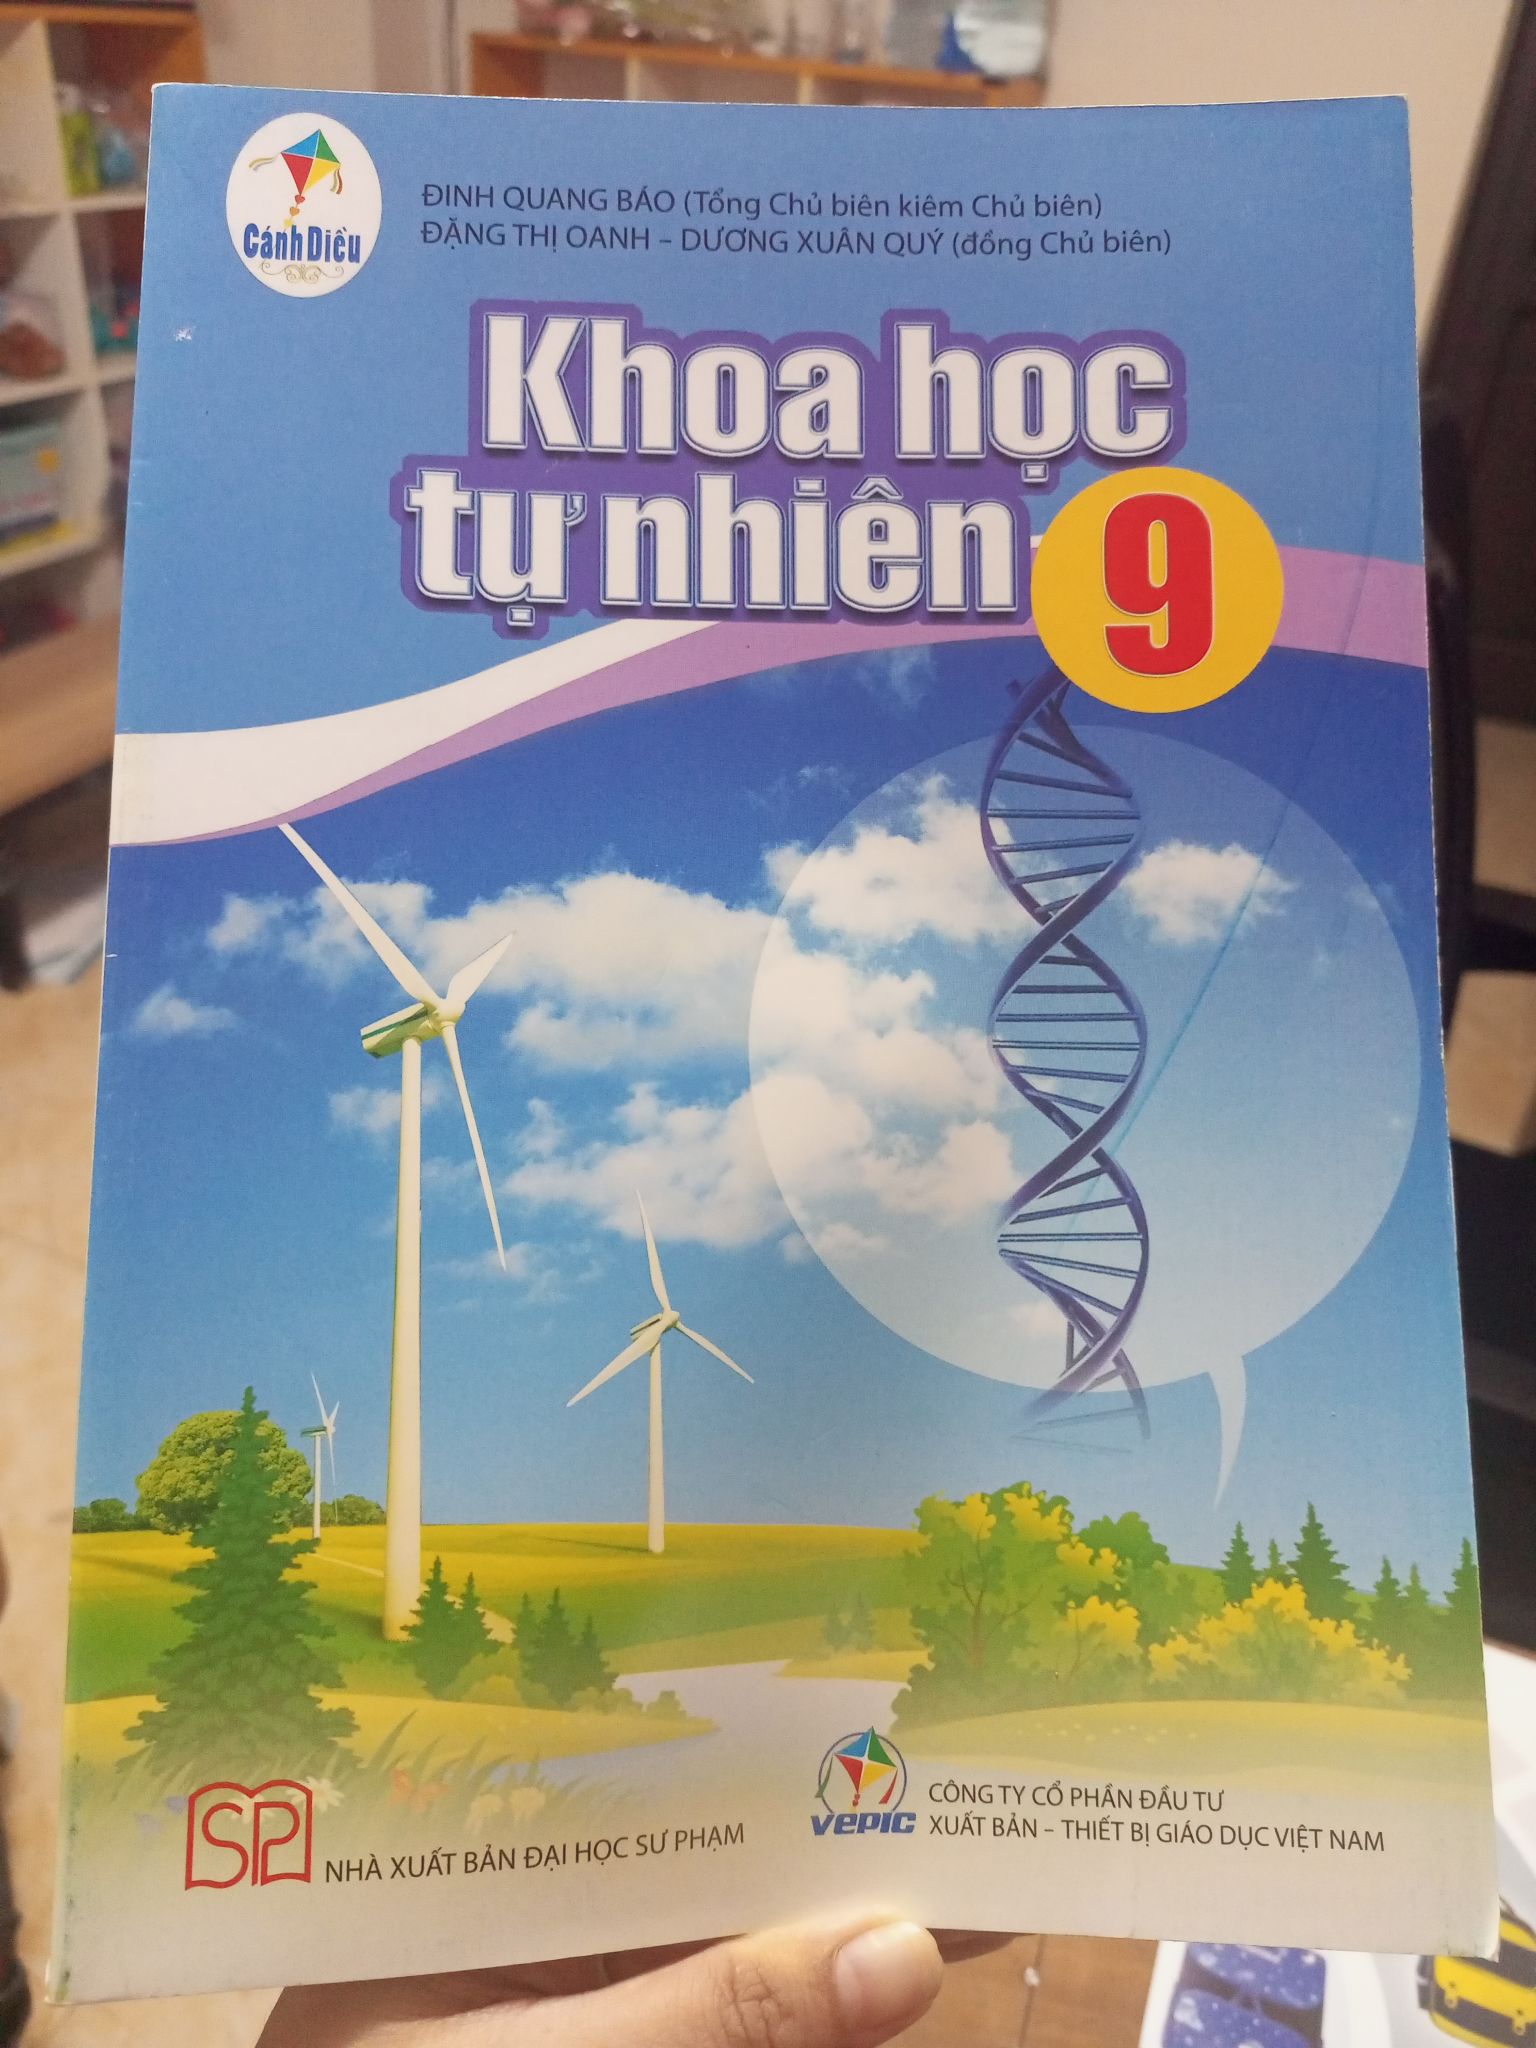 Cánh Diều
ĐINH QUANG BÁO (Tổng Chủ biên kiêm Chủ biên)
ĐẶNG THỊ OANH – DƯƠNG XUÂN QUÝ (đồng Chủ biên)
Khoa học
tự nhiên 9
SP
NHÀ XUẤT BẢN ĐẠI HỌC SƯ PHẠM
VEPIC
CÔNG TY CỔ PHẦN ĐẦU TƯ
XUẤT BẢN – THIẾT BỊ GIÁO DỤC VIỆT NAM